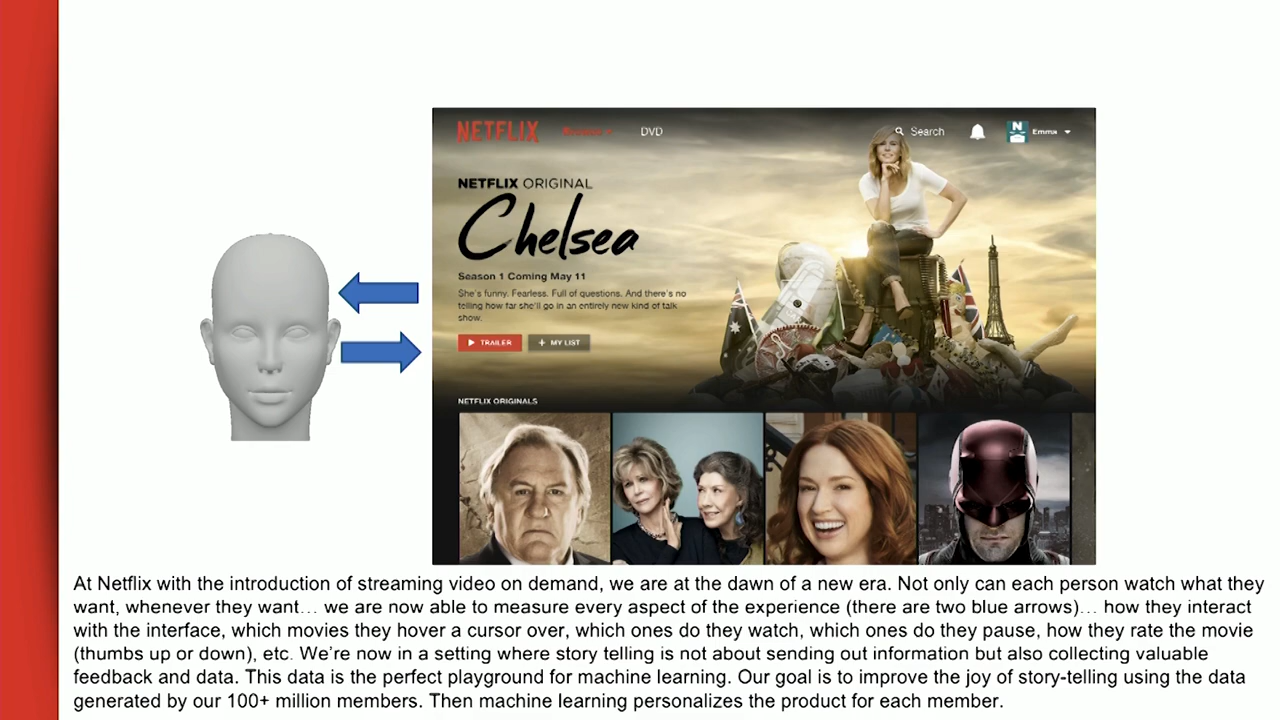 NETFLIX
DVD
Search
N
Emma
NETFLIX ORIGINAL
Chelsea
Season 1 Coming May 11
She's funny. Fearless. Full of questions. And there's no
telling how far she'll go in an entirely new kind of talk
show.
TRAILER
+ MY LIST
NETFLIX ORIGINALS
At Netflix with the introduction of streaming video on demand, we are at the dawn of a new era. Not only can each person watch what they
want, whenever they want... we are now able to measure every aspect of the experience (there are two blue arrows)... how they interact
with the interface, which movies they hover a cursor over, which ones do they watch, which ones do they pause, how they rate the movie
(thumbs up or down), etc. We're now in a setting where story telling is not about sending out information but also collecting valuable
feedback and data. This data is the perfect playground for machine learning. Our goal is to improve the joy of story-telling using the data
generated by our 100+ million members. Then machine learning personalizes the product for each member.